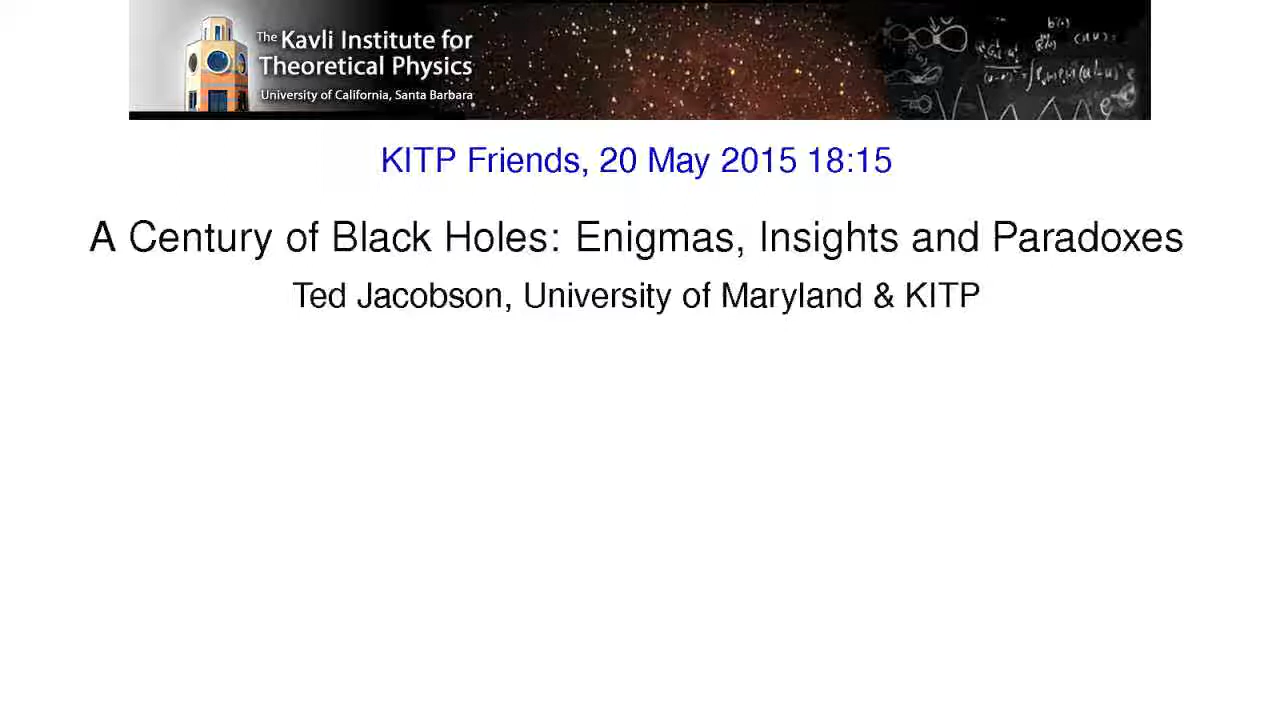 The Kavli Institute for
Theoretical Physics
University of California, Santa Barbara
KITP Friends, 20 May 2015 18:15
A Century of Black Holes: Enigmas, Insights and Paradoxes
Ted Jacobson, University of Maryland & KITP